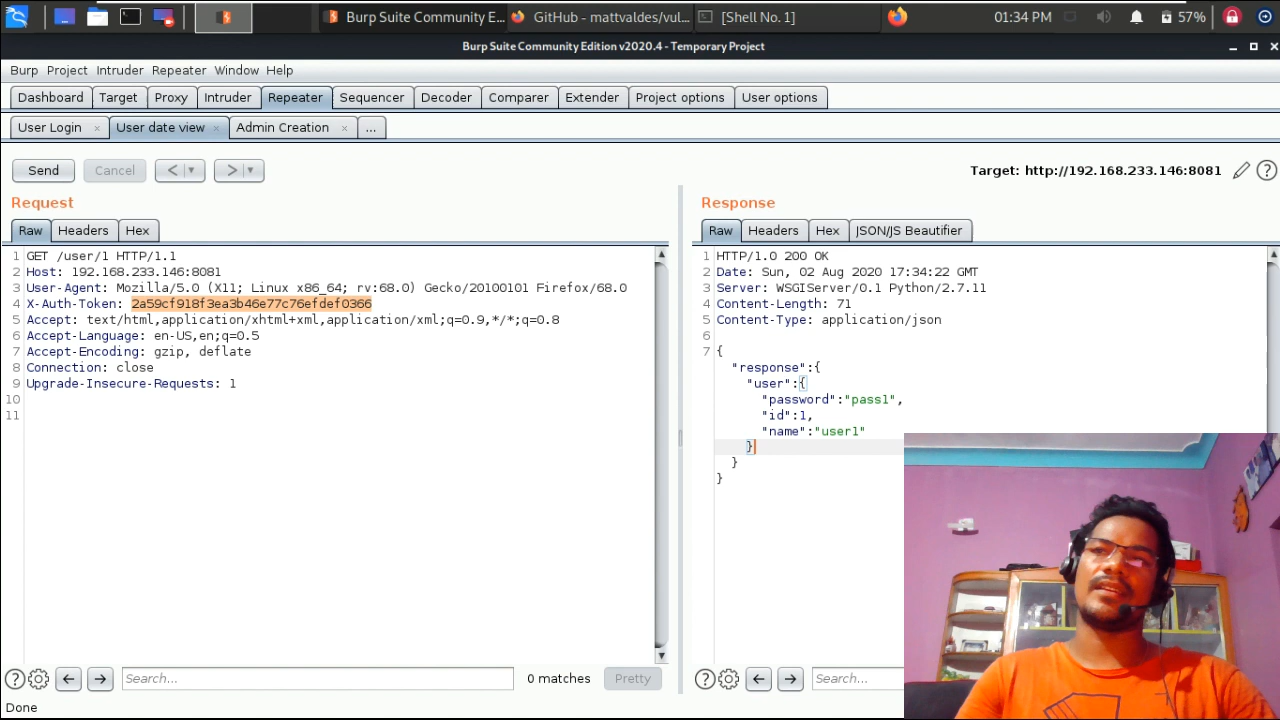 Burp Suite Community E...
GitHub - mattvaldes/vul...
[Shell No. 1]
01:34 PM
57%
Burp Suite Community Edition v2020.4 - Temporary Project
Burp Project Intruder Repeater Window Help
Dashboard Target Proxy Intruder Repeater Sequencer Decoder Comparer Extender Project options User options
User Login × User date view × Admin Creation × ...
Send Cancel < > Target: http://192.168.233.146:8081
Request
Raw Headers Hex
1 GET /user/1 HTTP/1.1
2 Host: 192.168.233.146:8081
3 User-Agent: Mozilla/5.0 (X11; Linux x86_64; rv:68.0) Gecko/20100101 Firefox/68.0
4 X-Auth-Token: 2a59cf918f3ea3b46e77c76efdef0366
5 Accept: text/html,application/xhtml+xml,application/xml;q=0.9,*/*;q=0.8
6 Accept-Language: en-US,en;q=0.5
7 Accept-Encoding: gzip, deflate
8 Connection: close
9 Upgrade-Insecure-Requests: 1
10
11
Search...
0 matches
Pretty
Response
Raw Headers Hex JSON/JS Beautifier
1 HTTP/1.0 200 OK
2 Date: Sun, 02 Aug 2020 17:34:22 GMT
3 Server: WSGIServer/0.1 Python/2.7.11
4 Content-Length: 71
5 Content-Type: application/json
6
7 {
"response":{
"user":{
"password":"pass1",
"id":1,
"name":"user1"
}
}
}
Search...
Done